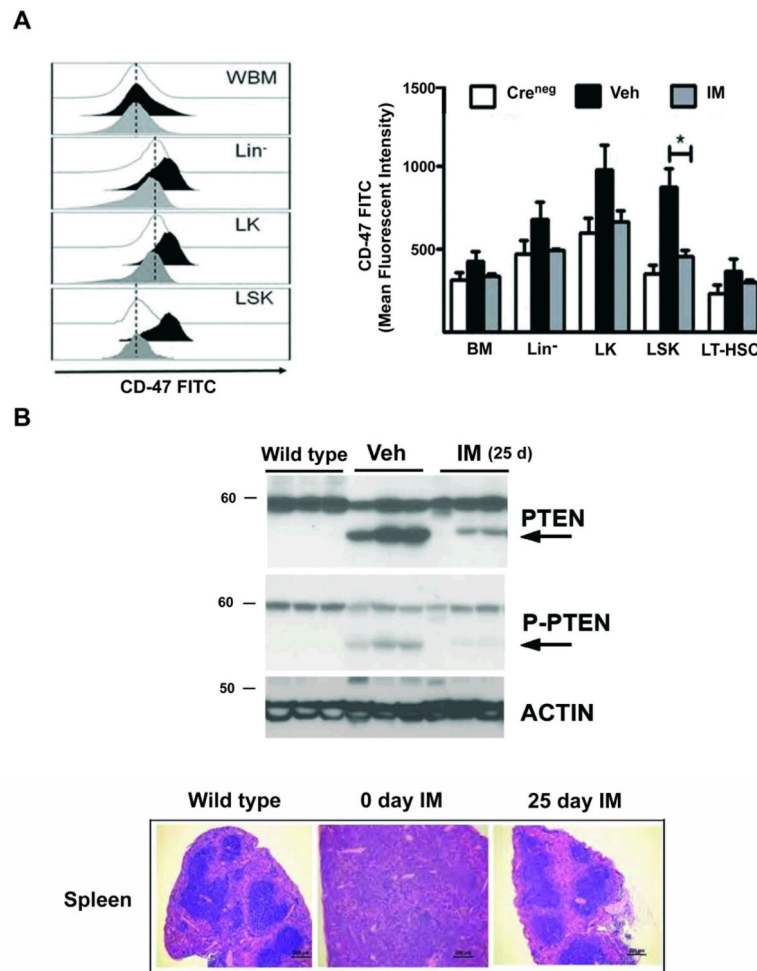 A
WBM
Lin-
LK
LSK
CD-47 FITC
CD-47 FITC
(Mean Fluorescent Intensity)
1500
1000
500
Creneg
Veh
IM
*
BM
Lin-
LK
LSK
LT-HSC
B
Wild type
Veh
IM (25 d)
60
PTEN
60
P-PTEN
50
ACTIN
Wild type
0 day IM
25 day IM
Spleen